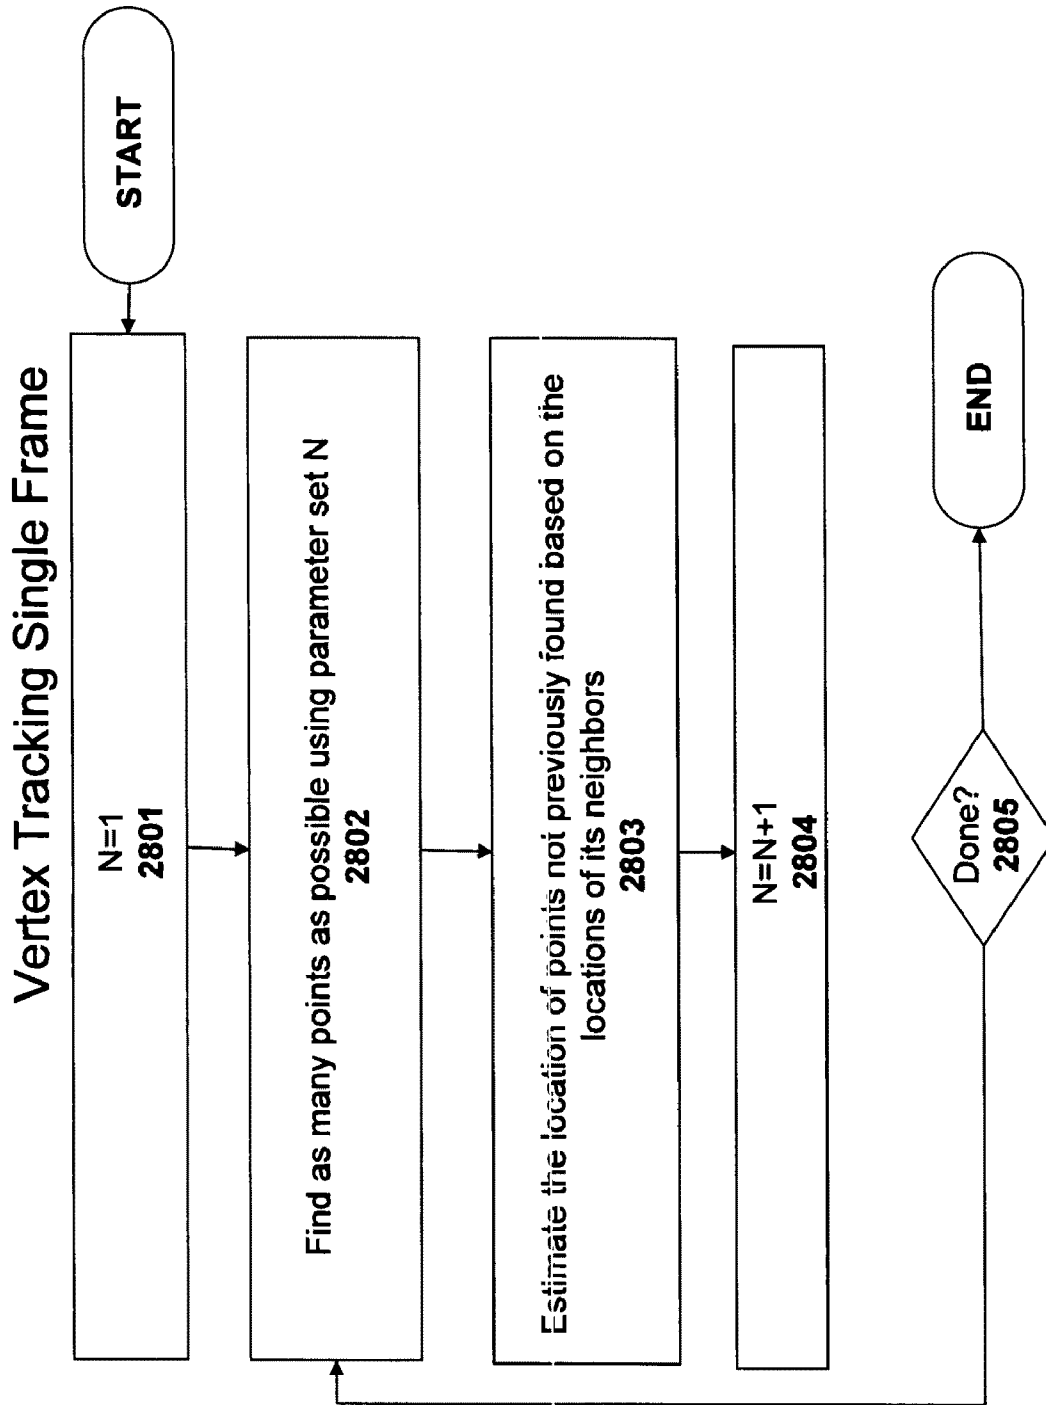 Vertex Tracking Single Frame
START
N=1
2801
Find as many points as possible using parameter set N
2802
Estimate the location of points not previously found based on the
locations of its neighbors
2803
N=N+1
2804
Done?
2805
END